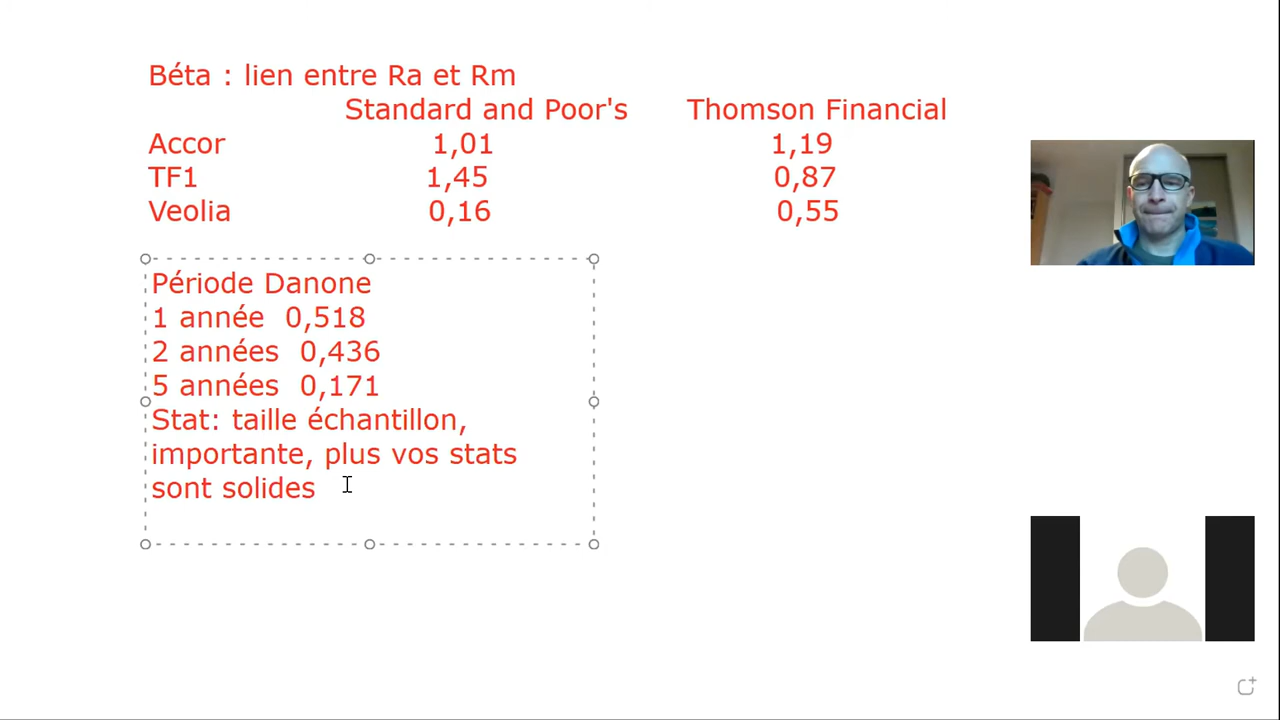 Béta : lien entre Ra et Rm
Standard and Poor's Thomson Financial
Accor 1,01 1,19
TF1 1,45 0,87
Veolia 0,16 0,55
Période Danone
1 année 0,518
2 années 0,436
5 années 0,171
Stat: taille échantillon,
importante, plus vos stats
sont solides